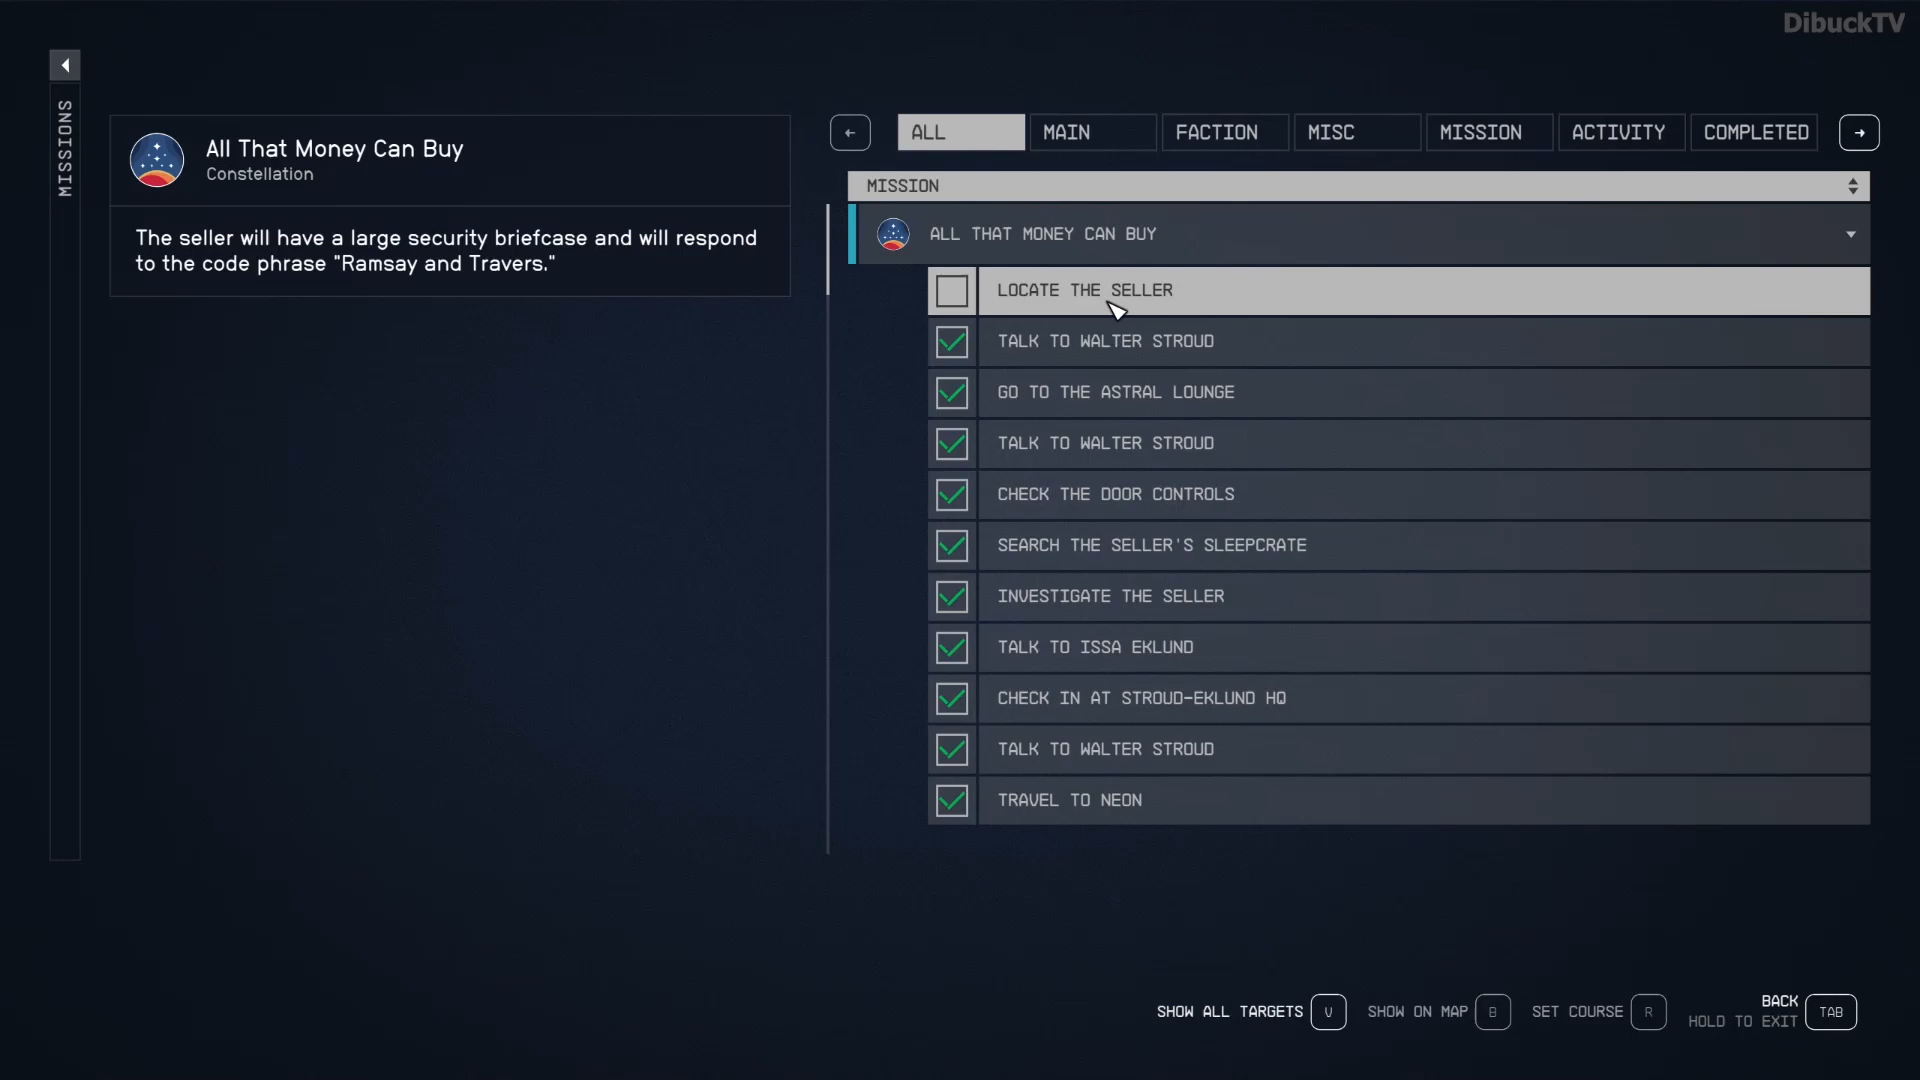 DibuckTV
MISSIONS
All That Money Can Buy
Constellation
The seller will have a large security briefcase and will respond
to the code phrase "Ramsay and Travers."
ALL
MAIN
FACTION
MISC
MISSION
ACTIVITY
COMPLETED
MISSION
ALL THAT MONEY CAN BUY
LOCATE THE SELLER
TALK TO WALTER STROUD
GO TO THE ASTRAL LOUNGE
TALK TO WALTER STROUD
CHECK THE DOOR CONTROLS
SEARCH THE SELLER'S SLEEPCRATE
INVESTIGATE THE SELLER
TALK TO ISSA EKLUND
CHECK IN AT STROUD-EKLUND HQ
TALK TO WALTER STROUD
TRAVEL TO NEON
SHOW ALL TARGETS V
SHOW ON MAP B
SET COURSE R
BACK
HOLD TO EXIT
TAB